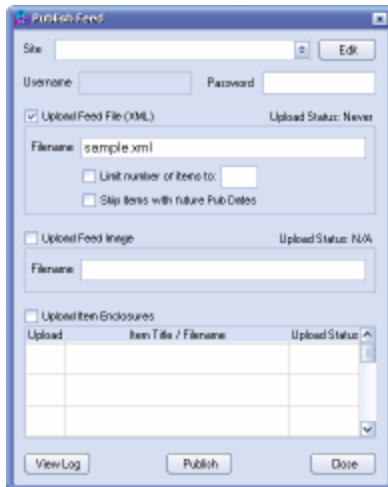 Publish Feed
Site Edit
Username Password
Upload Feed File (XML) Upload Status: Never
Filename sample.xml
Limit number of items to:
Skip items with future Pub Dates
Upload Feed Image Upload Status: N/A
Filename
Upload Item Enclosures
Upload Item Title / Filename Upload Status
View Log Publish Close